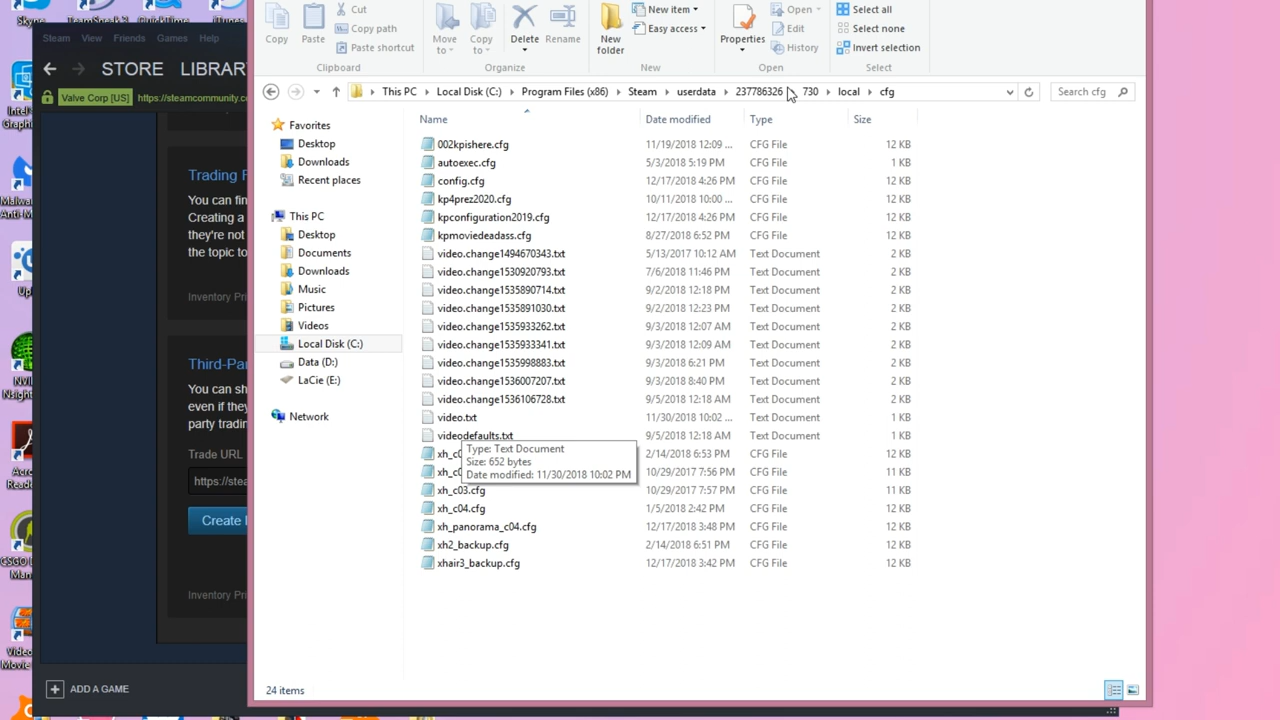 Skype
TeamSpeak 3
QuickTime
iTunes
Steam View Friends Games Help
STORE LIBRAR
Valve Corp [US] https://steamcommunity.c
Intel
Graphi
Malwa
Anti-M
Up
NVI
Nsight
Acro
Read
CSGO
Man
Video
Movie
Trading
You can fin
Creating a
they're not
the topic to
Inventory Pri
Third-Par
You can sh
even if they
party tradin
Trade URL
https://stea
Create
Inventory Pri
ADD A GAME
Copy
Paste
Cut
Copy path
Paste shortcut
Clipboard
Move
to
Copy
to
Delete
Rename
Organize
New
folder
New item
Easy access
New
Properties
Open
Edit
History
Open
Select all
Select none
Invert selection
Select
This PC Local Disk (C:) Program Files (x86) Steam userdata 237786326 730 local cfg
Search cfg
Favorites
Desktop
Downloads
Recent places
This PC
Desktop
Documents
Downloads
Music
Pictures
Videos
Local Disk (C:)
Data (D:)
LaCie (E:)
Network
Name Date modified Type Size
002kpishere.cfg 11/19/2018 12:09 ... CFG File 12 KB
autoexec.cfg 5/3/2018 5:19 PM CFG File 1 KB
config.cfg 12/17/2018 4:26 PM CFG File 12 KB
kp4prez2020.cfg 10/11/2018 10:00 ... CFG File 12 KB
kpconfiguration2019.cfg 12/17/2018 4:26 PM CFG File 12 KB
kpmoviedeadass.cfg 8/27/2018 6:52 PM CFG File 12 KB
video.change1494670343.txt 5/13/2017 10:12 AM Text Document 2 KB
video.change1530920793.txt 7/6/2018 11:46 PM Text Document 2 KB
video.change1535890714.txt 9/2/2018 12:18 PM Text Document 2 KB
video.change1535891030.txt 9/2/2018 12:23 PM Text Document 2 KB
video.change1535933262.txt 9/3/2018 12:07 AM Text Document 2 KB
video.change1535933341.txt 9/3/2018 12:09 AM Text Document 2 KB
video.change1535998883.txt 9/3/2018 6:21 PM Text Document 2 KB
video.change1536007207.txt 9/3/2018 8:40 PM Text Document 2 KB
video.change1536106728.txt 9/5/2018 12:18 AM Text Document 2 KB
video.txt 11/30/2018 10:02 ... Text Document 1 KB
videodefaults.txt 9/5/2018 12:18 AM Text Document 1 KB
xh_c0 2/14/2018 6:53 PM CFG File 12 KB
xh_c0 10/29/2017 7:56 PM CFG File 11 KB
xh_c03.cfg 10/29/2017 7:57 PM CFG File 11 KB
xh_c04.cfg 1/5/2018 2:42 PM CFG File 12 KB
xh_panorama_c04.cfg 12/17/2018 3:48 PM CFG File 12 KB
xh2_backup.cfg 2/14/2018 6:51 PM CFG File 12 KB
xhair3_backup.cfg 12/17/2018 3:42 PM CFG File 12 KB
Type: Text Document
Size: 652 bytes
Date modified: 11/30/2018 10:02 PM
24 items